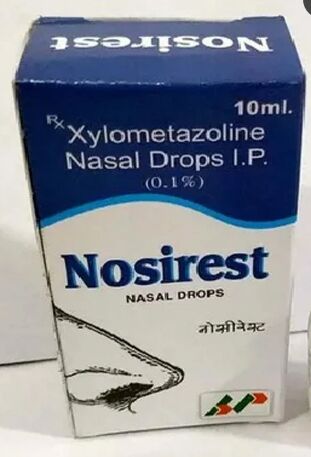 Nosirest
10ml.
Rx Xylometazoline
Nasal Drops I.P.
(0.1%)
Nosirest
NASAL DROPS
नोसीरेस्ट